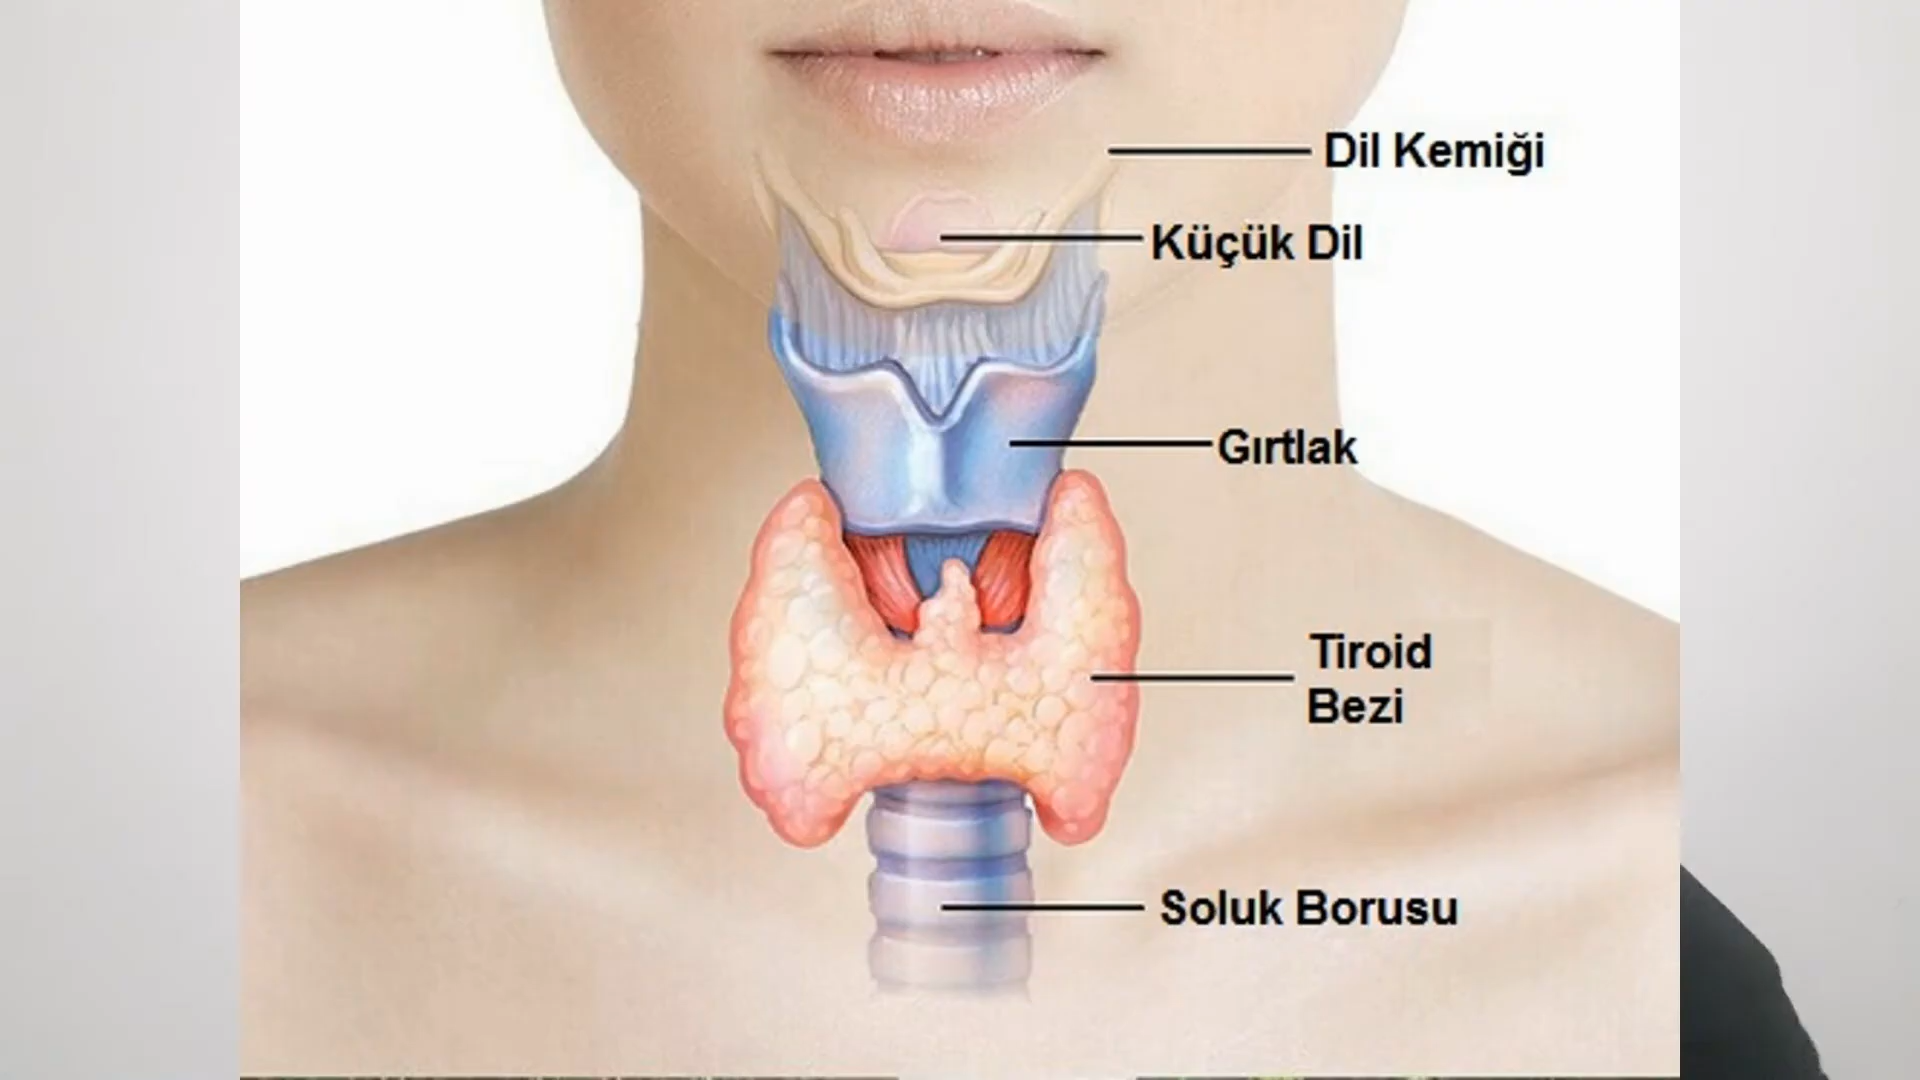 Dil Kemiği
Küçük Dil
Gırtlak
Tiroid
Bezi
Soluk Borusu